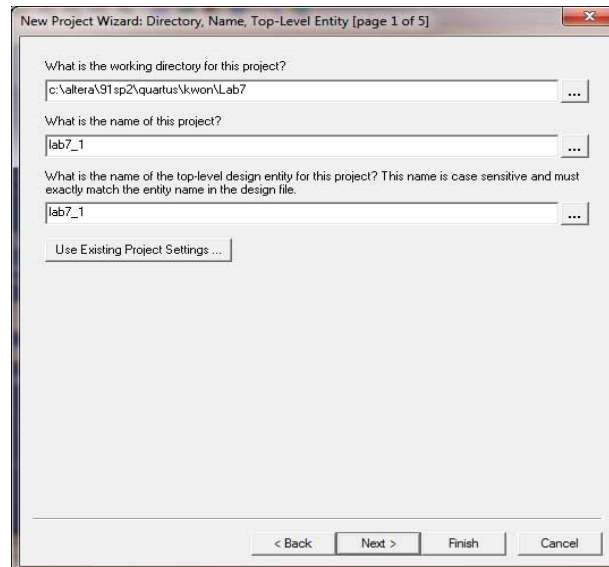 New Project Wizard: Directory, Name, Top-Level Entity [page 1 of 5]
What is the working directory for this project?
c:\altera\91sp2\quartus\kwon\Lab7
...
What is the name of this project?
lab7_1
...
What is the name of the top-level design entity for this project? This name is case sensitive and must
exactly match the entity name in the design file.
lab7_1
...
Use Existing Project Settings ...
< Back
Next >
Finish
Cancel